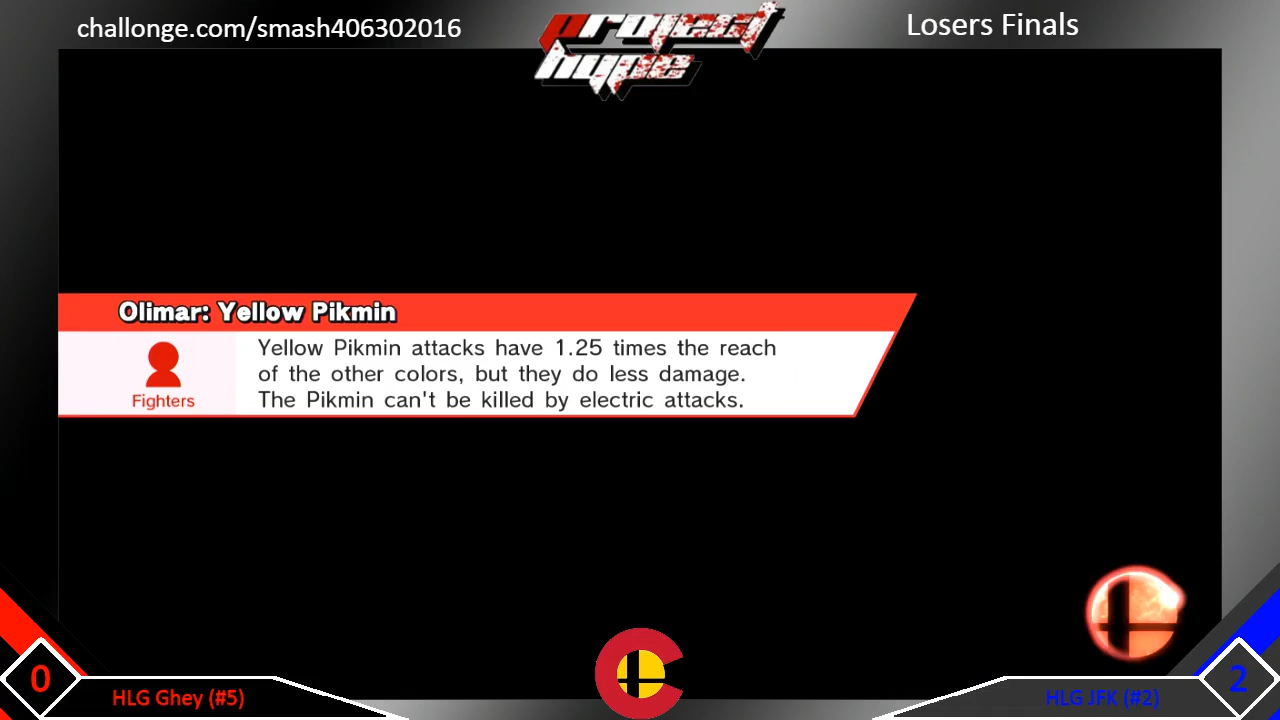 challonge.com/smash406302016
project
hype
Losers Finals
Olimar: Yellow Pikmin
Fighters
Yellow Pikmin attacks have 1.25 times the reach
of the other colors, but they do less damage.
The Pikmin can't be killed by electric attacks.
0
HLG Ghey (#5)
HLG JFK (#2)
2